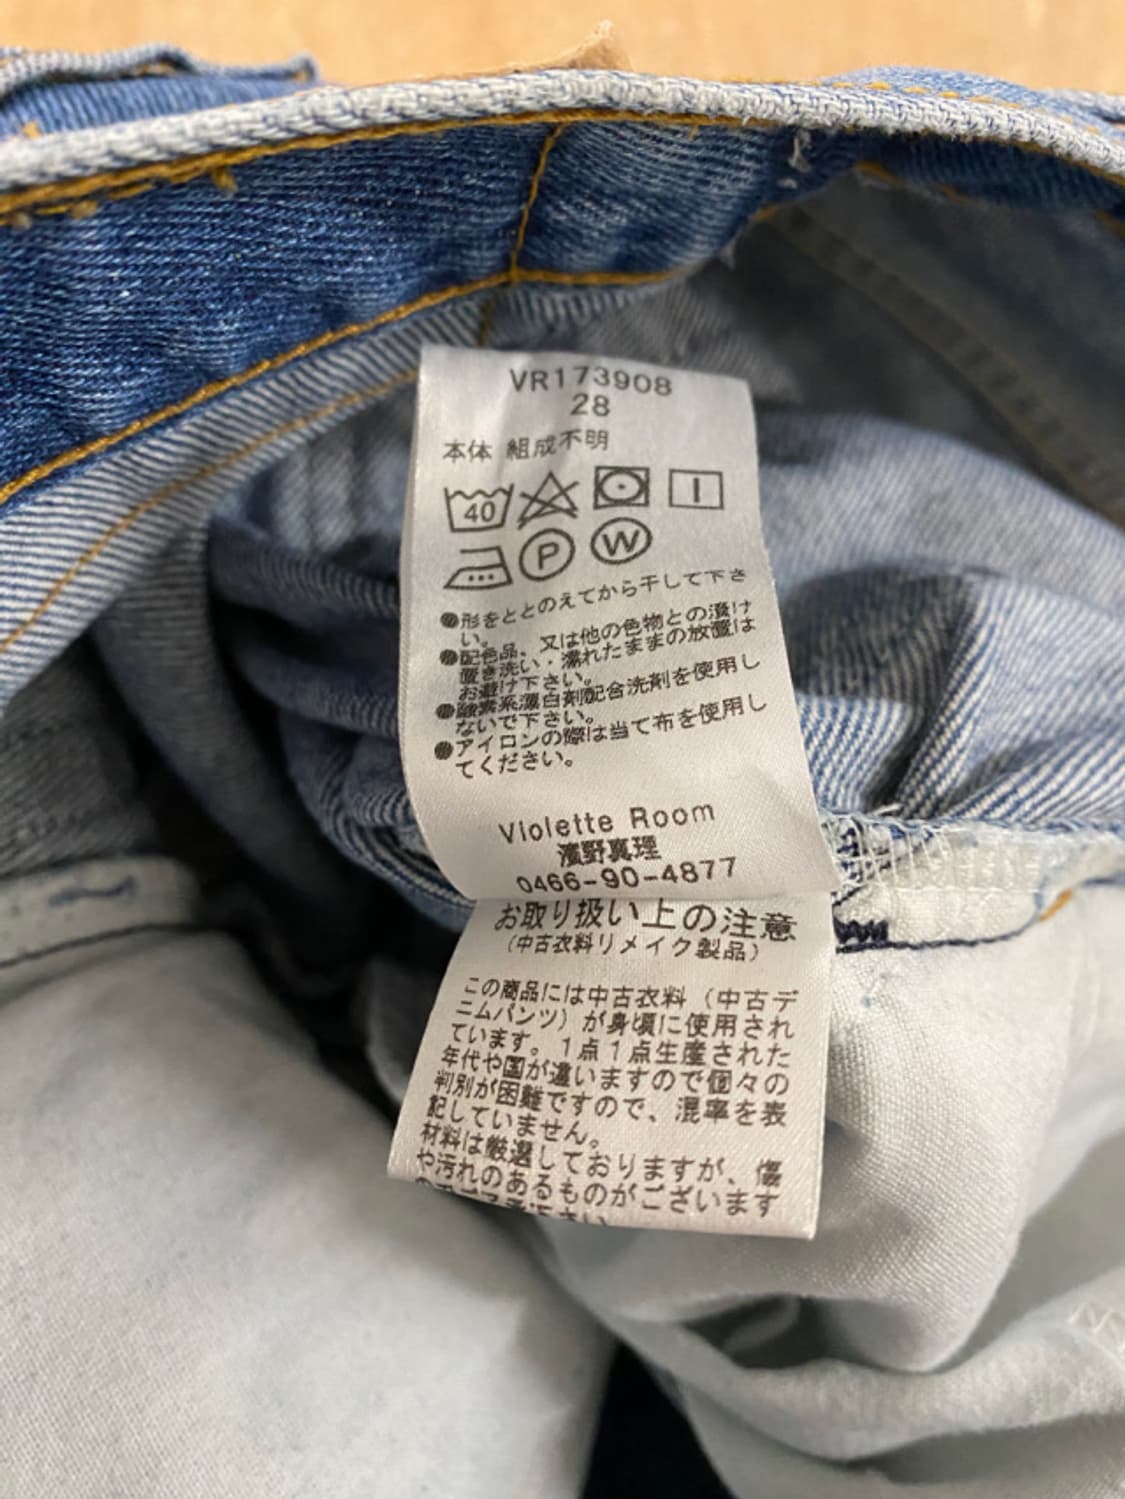 VR173908
28
本体 組成不明
40
P W
●形をととのえてから干して下さ
い。
●配色品、又は他の色物との漬け
置き洗い・濡れたままの放置は
お避け下さい。
●酸素系漂白剤配合洗剤を使用し
ないで下さい。
●アイロンの際は当て布を使用し
てください。
Violette Room
濱野真理
0466-90-4877
お取り扱い上の注意
(中古衣料リメイク製品)
この商品には中古衣料(中古デ
ニムパンツ)が身頃に使用され
ています。1点1点生産された
年代や国が違いますので個々の
判別が困難ですので、混率を表
記していません。
材料は厳選しておりますが、傷
や汚れのあるものがございます